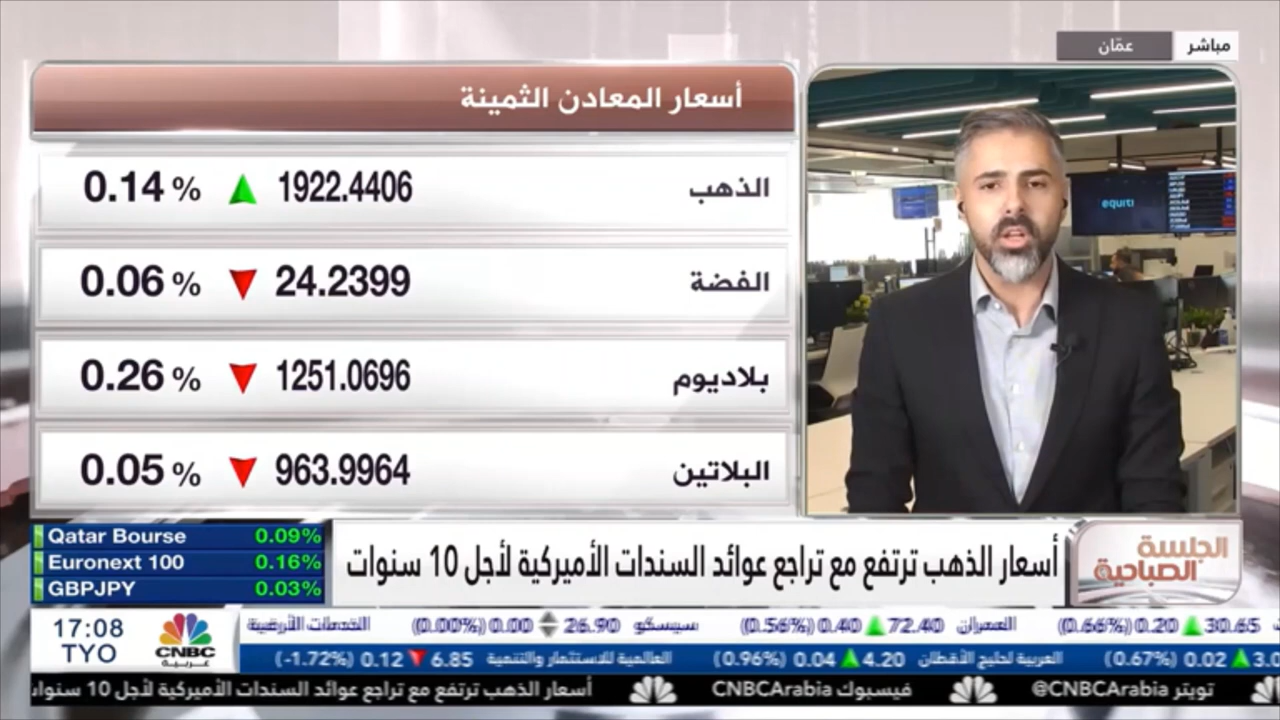 مباشر عمّان
أسعار المعادن الثمينة
الذهب 1922.4406 0.14 %
الفضة 24.2399 0.06 %
بلاديوم 1251.0696 0.26 %
البلاتين 963.9964 0.05 %
equiti
الجلسة
الصباحية
أسعار الذهب ترتفع مع تراجع عوائد السندات الأميركية لأجل 10 سنوات
Qatar Bourse 0.09%
Euronext 100 0.16%
GBPJPY 0.03%
17:08
TYO
CNBC
عربية
30.65 0.20 (0.66%) العمران 72.40 0.40 (0.56%) سيسكو 26.90 0.00 (0.00%) الخدمات الأرضية
3.0 0.02 (0.67%) العربية لحليج الأقطان 4.20 0.04 (0.96%) العالمية للاستثمار والتنمية 6.85 0.12 (-1.72%)
تويتر @CNBCArabia فيسبوك CNBCArabia أسعار الذهب ترتفع مع تراجع عوائد السندات الأميركية لأجل 10 سنوات